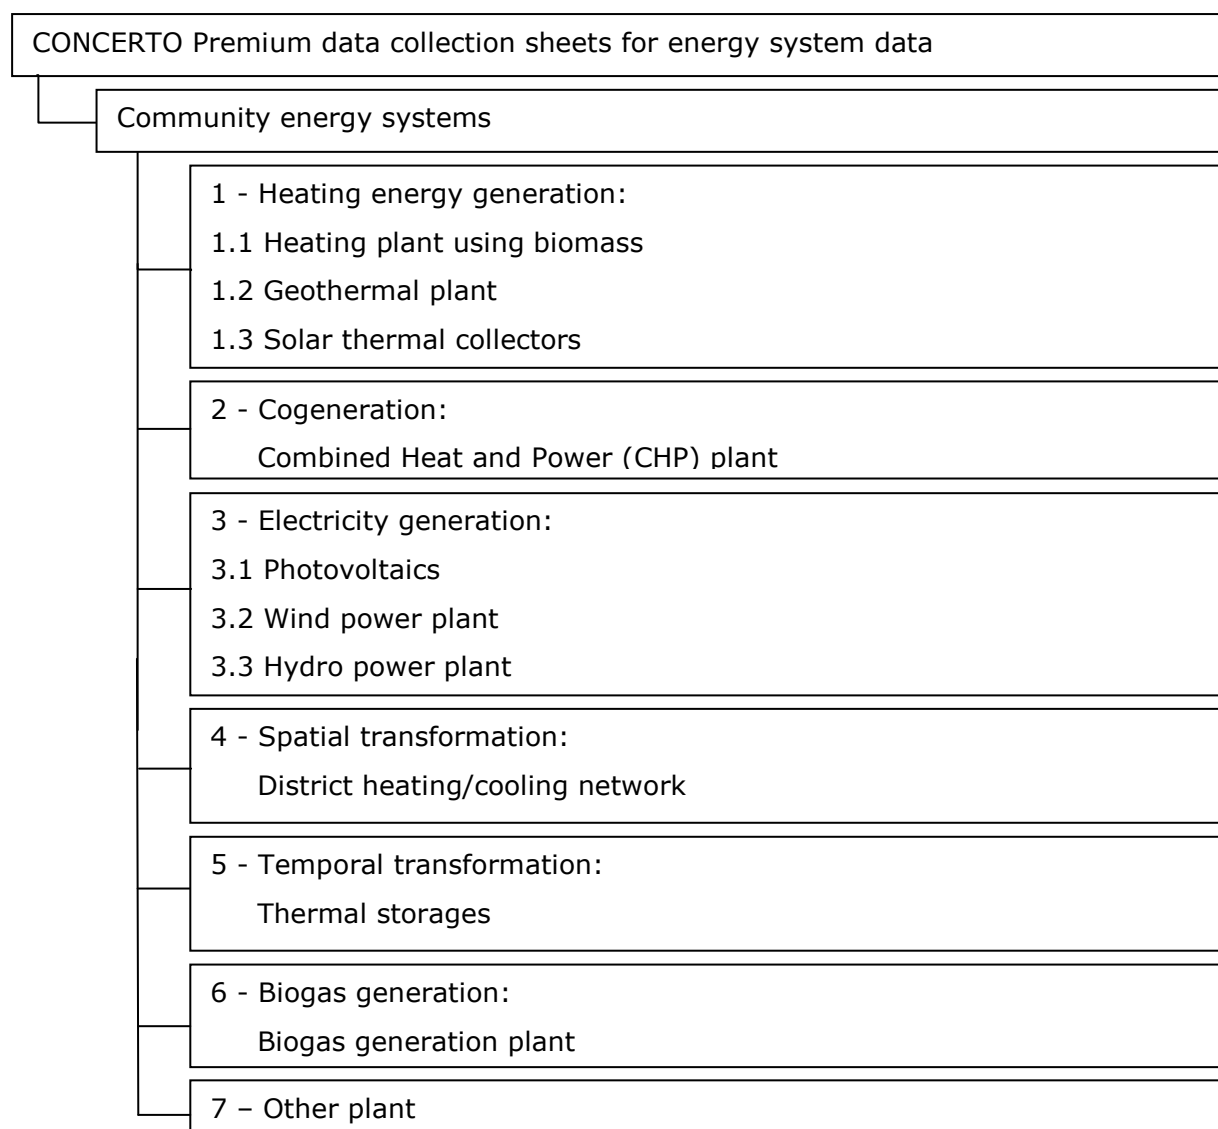 CONCERTO Premium data collection sheets for energy system data
Community energy systems
1 - Heating energy generation:
1.1 Heating plant using biomass
1.2 Geothermal plant
1.3 Solar thermal collectors
2 - Cogeneration:
Combined Heat and Power (CHP) plant
3 - Electricity generation:
3.1 Photovoltaics
3.2 Wind power plant
3.3 Hydro power plant
4 - Spatial transformation:
District heating/cooling network
5 - Temporal transformation:
Thermal storages
6 - Biogas generation:
Biogas generation plant
7 – Other plant